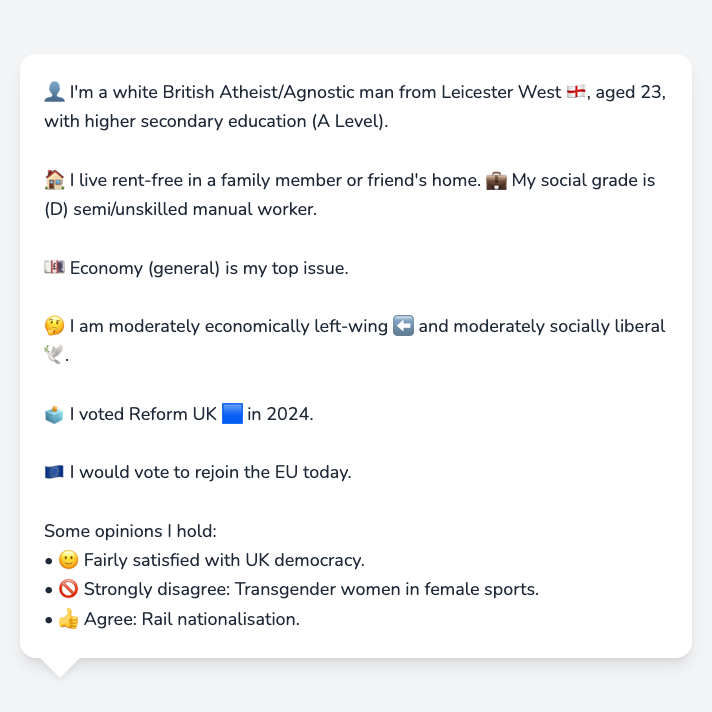 👤 I'm a white British Atheist/Agnostic man from Leicester West 🏴󠁧󠁢󠁥󠁮󠁧󠁿, aged 23,
with higher secondary education (A Level).
🏠 I live rent-free in a family member or friend's home. 💼 My social grade is
(D) semi/unskilled manual worker.
💷 Economy (general) is my top issue.
🤔 I am moderately economically left-wing ⬅️ and moderately socially liberal
🕊️.
🗳️ I voted Reform UK 🟦 in 2024.
🇪🇺 I would vote to rejoin the EU today.
Some opinions I hold:
• 🙂 Fairly satisfied with UK democracy.
• 🚫 Strongly disagree: Transgender women in female sports.
• 👍 Agree: Rail nationalisation.